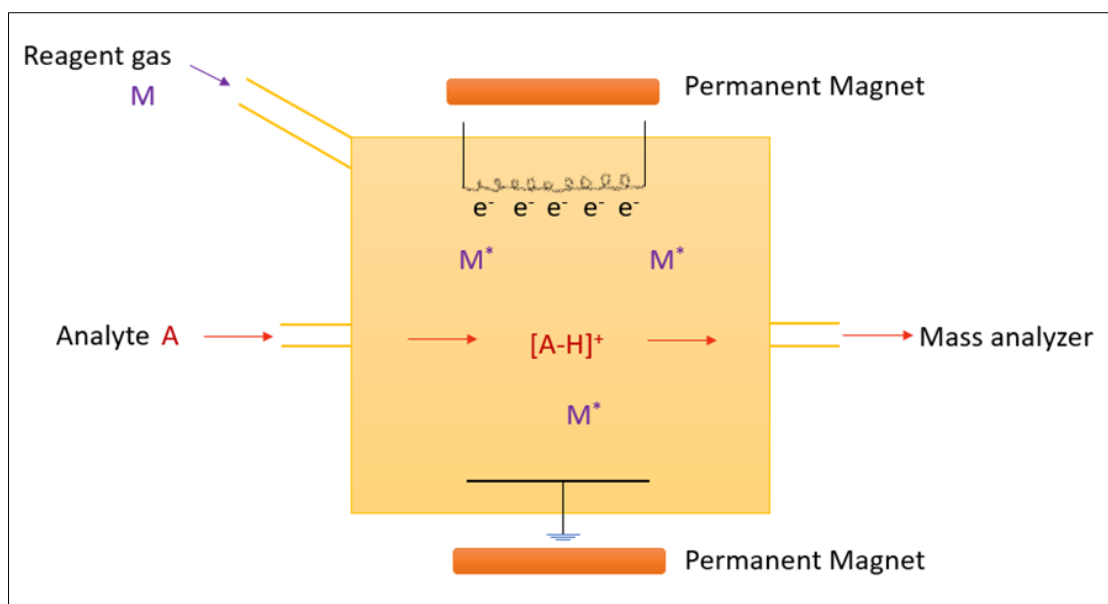 Reagent gas
M
Permanent Magnet
e⁻ e⁻ e⁻ e⁻ e⁻
M* M*
Analyte A
[A-H]⁺
Mass analyzer
M*
Permanent Magnet